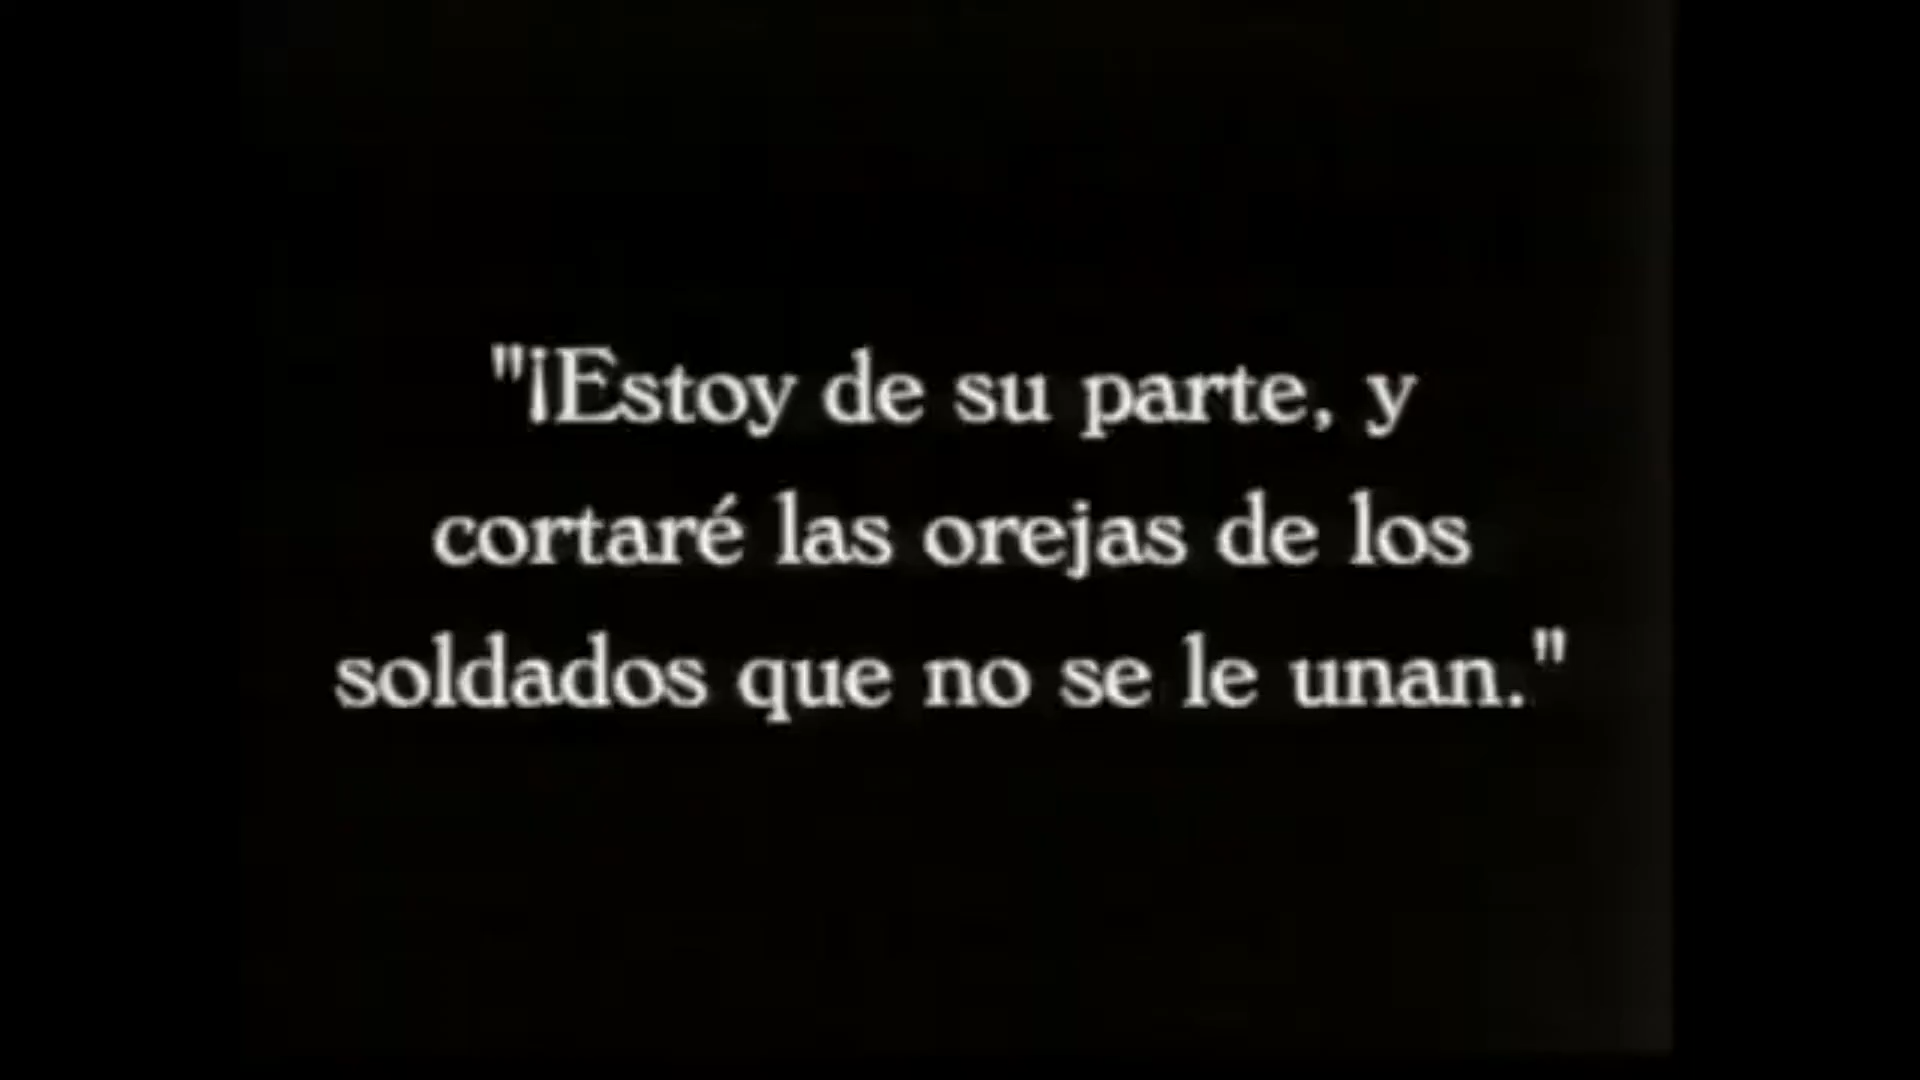 "¡Estoy de su parte, y
cortaré las orejas de los
soldados que no se le unan."